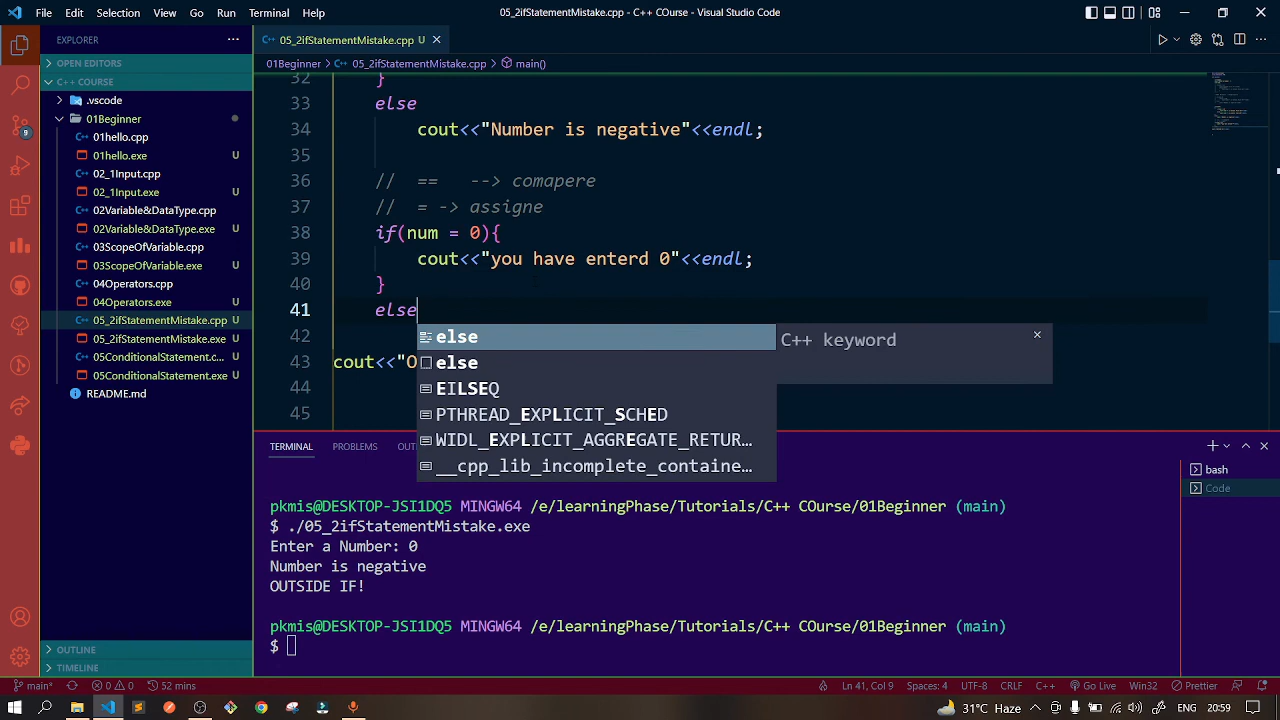 File Edit Selection View Go Run Terminal Help
05_2ifStatementMistake.cpp - C++ COurse - Visual Studio Code
EXPLORER
OPEN EDITORS
C++ COURSE
.vscode
01Beginner
01hello.cpp
01hello.exe U
02_1Input.cpp
02_1Input.exe U
02Variable&DataType.cpp
02Variable&DataType.exe U
03ScopeOfVariable.cpp
03ScopeOfVariable.exe U
04Operators.cpp
04Operators.exe U
05_2ifStatementMistake.cpp U
05_2ifStatementMistake.exe U
05ConditionalStatement.c... U
05ConditionalStatement.exe U
README.md
OUTLINE
TIMELINE
9
05_2ifStatementMistake.cpp U
01Beginner > 05_2ifStatementMistake.cpp > main()
32 }
33 else
34 cout<<"Number is negative"<<endl;
35
36 // == --> comapere
37 // = -> assigne
38 if(num = 0){
39 cout<<"you have enterd 0"<<endl;
40 }
41 else
42
43 cout<<"O
44
45
else
else
EILSEQ
PTHREAD_EXPLICIT_SCHED
WIDL_EXPLICIT_AGGREGATE_RETUR...
__cpp_lib_incomplete_containe...
C++ keyword
TERMINAL PROBLEMS OUT
bash
Code
pkmis@DESKTOP-JSI1DQ5 MINGW64 /e/learningPhase/Tutorials/C++ COurse/01Beginner (main)
$ ./05_2ifStatementMistake.exe
Enter a Number: 0
Number is negative
OUTSIDE IF!
pkmis@DESKTOP-JSI1DQ5 MINGW64 /e/learningPhase/Tutorials/C++ COurse/01Beginner (main)
$
main* 0 0 52 mins
Ln 41, Col 9 Spaces: 4 UTF-8 CRLF C++ Go Live Win32 Prettier
31°C Haze ENG 20:59